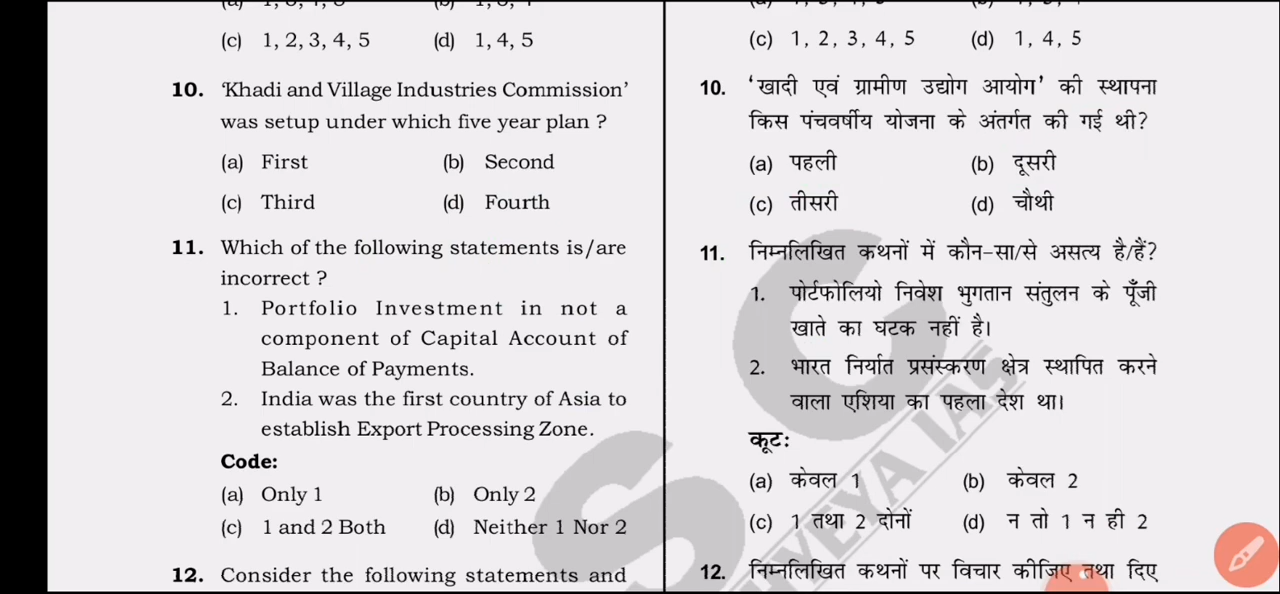 (c) 1, 2, 3, 4, 5 (d) 1, 4, 5
10. 'Khadi and Village Industries Commission'
was setup under which five year plan ?
(a) First (b) Second
(c) Third (d) Fourth
11. Which of the following statements is/are
incorrect ?
1. Portfolio Investment in not a
component of Capital Account of
Balance of Payments.
2. India was the first country of Asia to
establish Export Processing Zone.
Code:
(a) Only 1 (b) Only 2
(c) 1 and 2 Both (d) Neither 1 Nor 2
12. Consider the following statements and
(c) 1, 2, 3, 4, 5 (d) 1, 4, 5
10. 'खादी एवं ग्रामीण उद्योग आयोग' की स्थापना
किस पंचवर्षीय योजना के अंतर्गत की गई थी?
(a) पहली (b) दूसरी
(c) तीसरी (d) चौथी
11. निम्नलिखित कथनों में कौन-सा/से असत्य है/हैं?
1. पोर्टफोलियो निवेश भुगतान संतुलन के पूँजी
खाते का घटक नहीं है।
2. भारत निर्यात प्रसंस्करण क्षेत्र स्थापित करने
वाला एशिया का पहला देश था।
कूट:
(a) केवल 1 (b) केवल 2
(c) 1 तथा 2 दोनों (d) न तो 1 न ही 2
12. निम्नलिखित कथनों पर विचार कीजिए तथा दिए